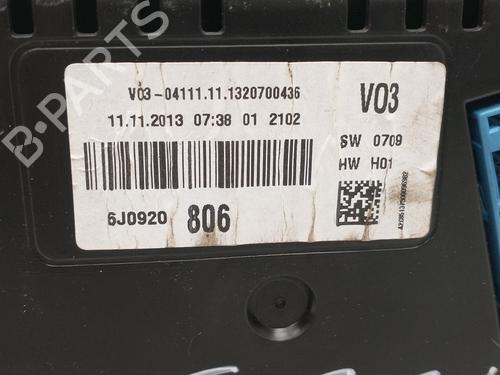 B-PARTS
V03-04111.11.1320700436
11.11.2013 07:38 01 2102
V03
SW 0709
HW H01
6J0920 806